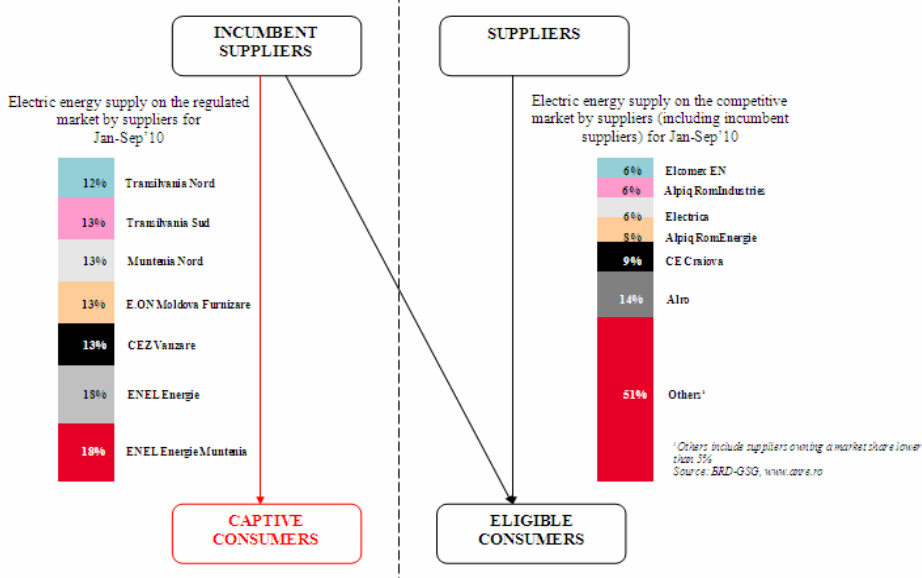 INCUMBENT
SUPPLIERS
SUPPLIERS
Electric energy supply on the regulated
market by suppliers for
Jan-Sep'10
12% Transilvania Nord
13% Transilvania Sud
13% Muntenia Nord
13% E.ON Moldova Furnizare
13% CEZ Vanzare
18% ENEL Energie
18% ENEL Energie Muntenia
Electric energy supply on the competitive
market by suppliers (including incumbent
suppliers) for Jan-Sep'10
6% Elcomex EN
6% Alpiq RomIndustries
6% Electrica
8% Alpiq RomEnergie
9% CE Craiova
14% Alro
51% Others¹
¹Others include suppliers owning a market share lower
than 5%
Source: BRD-GSG, www.anre.ro
CAPTIVE
CONSUMERS
ELIGIBLE
CONSUMERS